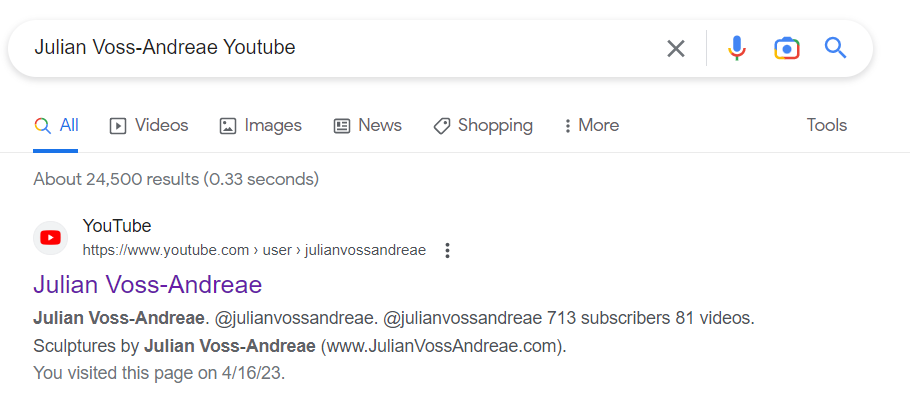 Julian Voss-Andreae Youtube
All Videos Images News Shopping More Tools
About 24,500 results (0.33 seconds)
YouTube
https://www.youtube.com › user › julianvossandreae
Julian Voss-Andreae
Julian Voss-Andreae. @julianvossandreae. @julianvossandreae 713 subscribers 81 videos.
Sculptures by Julian Voss-Andreae (www.JulianVossAndreae.com).
You visited this page on 4/16/23.